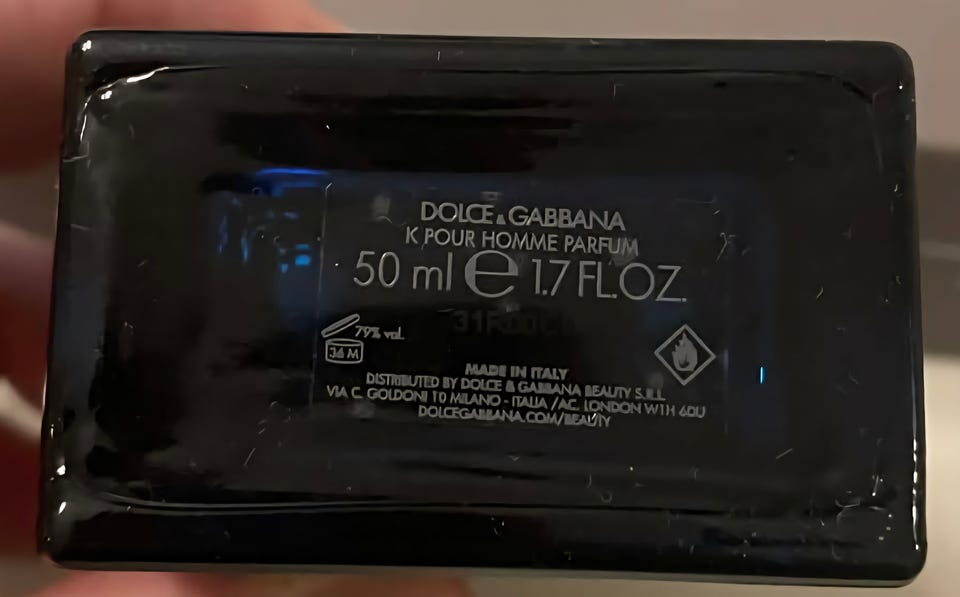 DOLCE & GABBANA
K POUR HOMME PARFUM
50 ml e 1.7 FL.OZ.
79% vol.
36 M
MADE IN ITALY
DISTRIBUTED BY DOLCE & GABBANA BEAUTY S.R.L.
VIA C. GOLDONI 10 MILANO - ITALIA / AC. LONDON W1H 6DU
DOLCEGABBANA.COM/BEAUTY